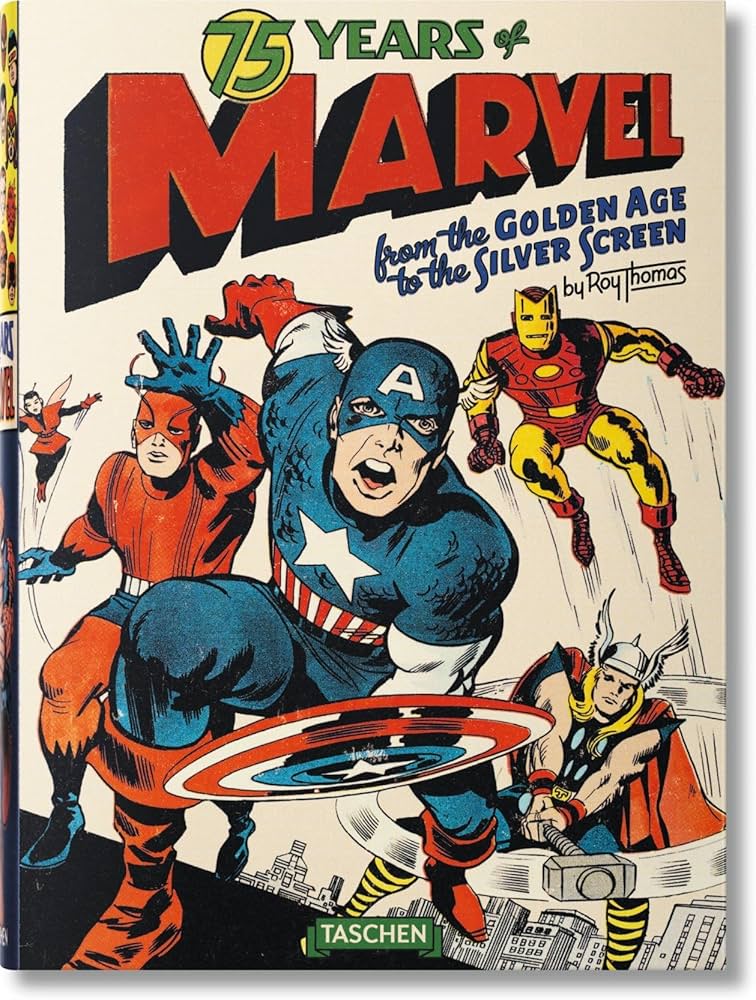 75 YEARS of
MARVEL
from the GOLDEN AGE
to the SILVER SCREEN
by Roy Thomas
A
TASCHEN